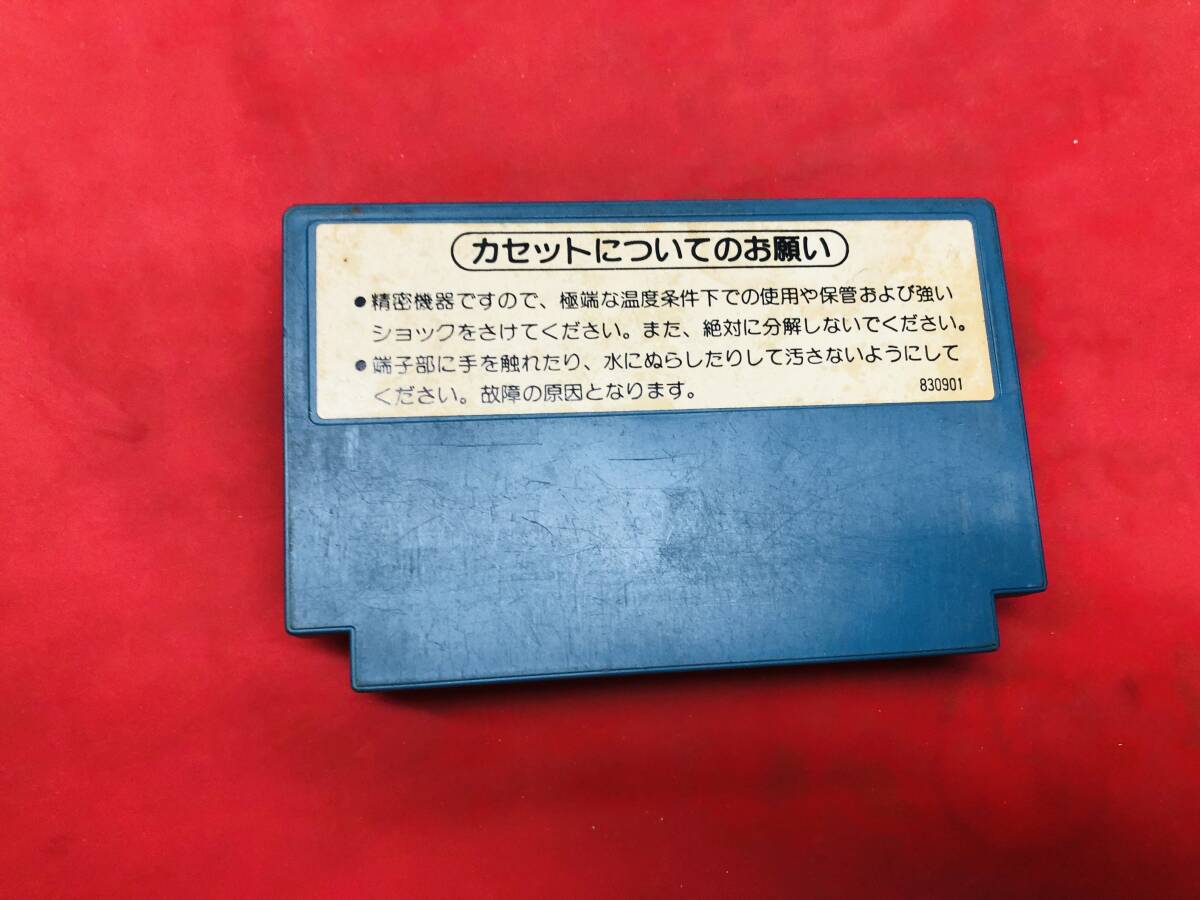 カセットについてのお願い
●精密機器ですので、極端な温度条件下での使用や保管および強い
ショックをさけてください。また、絶対に分解しないでください。
●端子部に手を触れたり、水にぬらしたりして汚さないようにして
ください。故障の原因となります。
830901